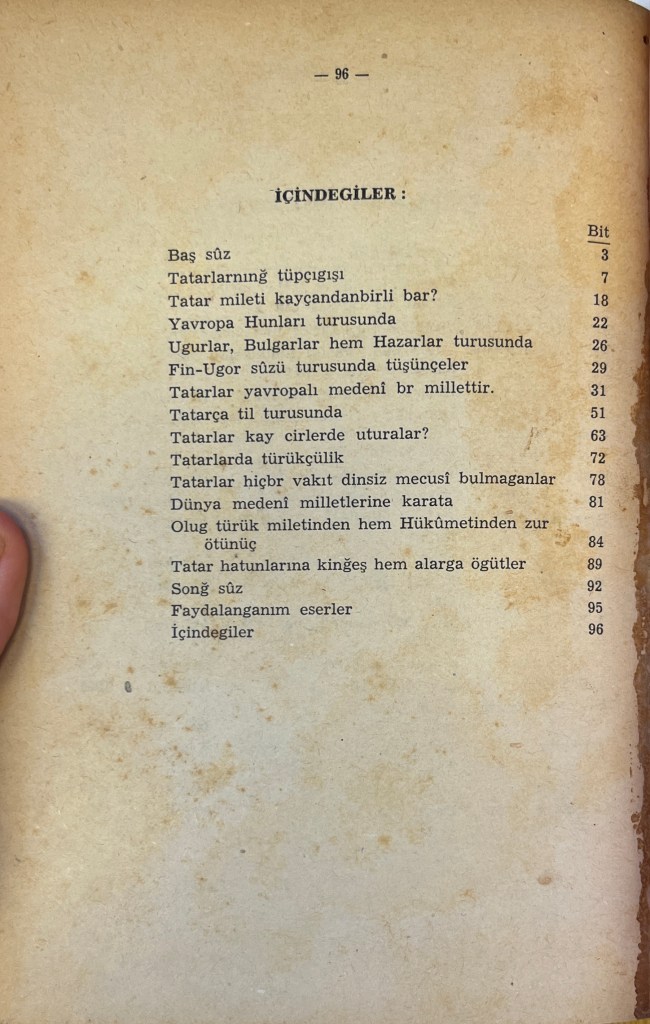 — 96 —
İÇİNDEGİLER :
Bit
Baş sûz 3
Tatarlarnınğ tüpçıgışı 7
Tatar mileti kayçandanbirli bar? 18
Yavropa Hunları turusunda 22
Ugurlar, Bulgarlar hem Hazarlar turusunda 26
Fin-Ugor sûzü turusunda tüşünçeler 29
Tatarlar yavropalı medenî br millettir. 31
Tatarça til turusunda 51
Tatarlar kay cirlerde uturalar? 63
Tatarlarda türükçülik 72
Tatarlar hiçbr vakıt dinsiz mecusî bulmaganlar 78
Dünya medenî milletlerine karata 81
Olug türük miletinden hem Hükûmetinden zur
ötünüç 84
Tatar hatunlarına kinğeş hem alarga ögütler 89
Sonğ sûz 92
Faydalanganım eserler 95
İçindegiler 96